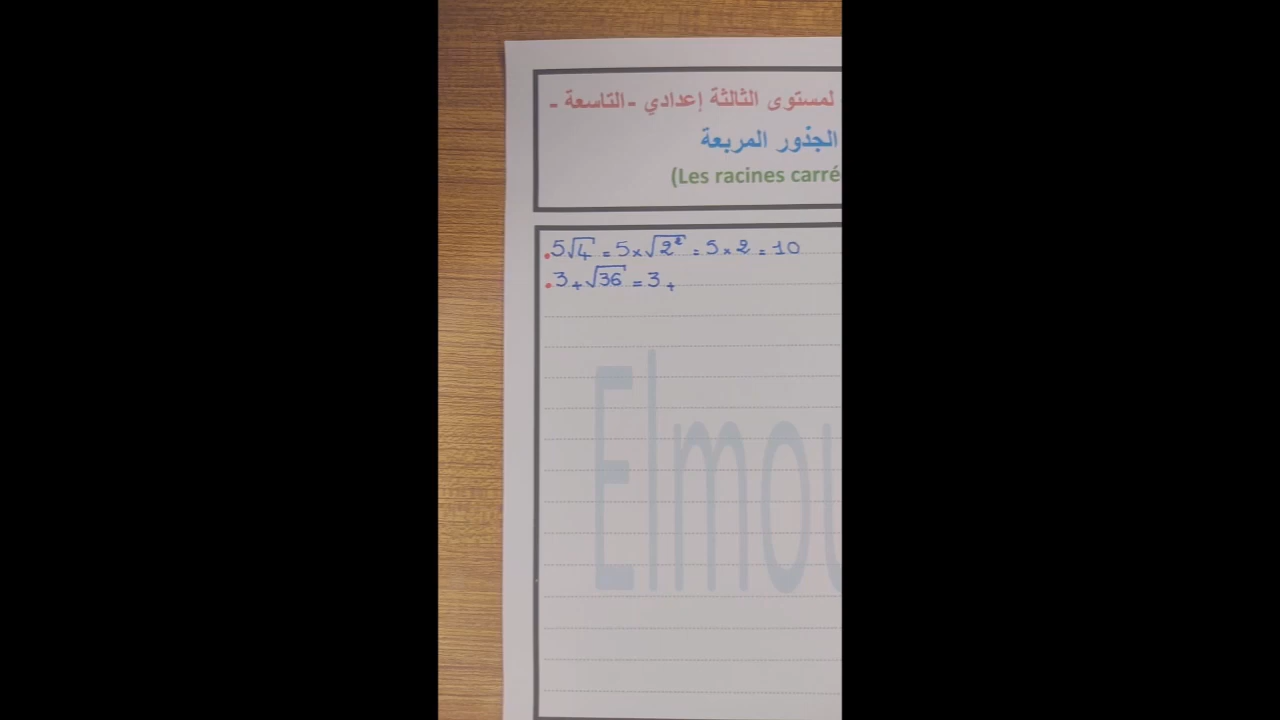 لمستوى الثالثة إعدادي - التاسعة -
الجذور المربعة
(Les racines carré
.5√4 = 5×√2² = 5×2 = 10
.3+√36 = 3+
Elmou